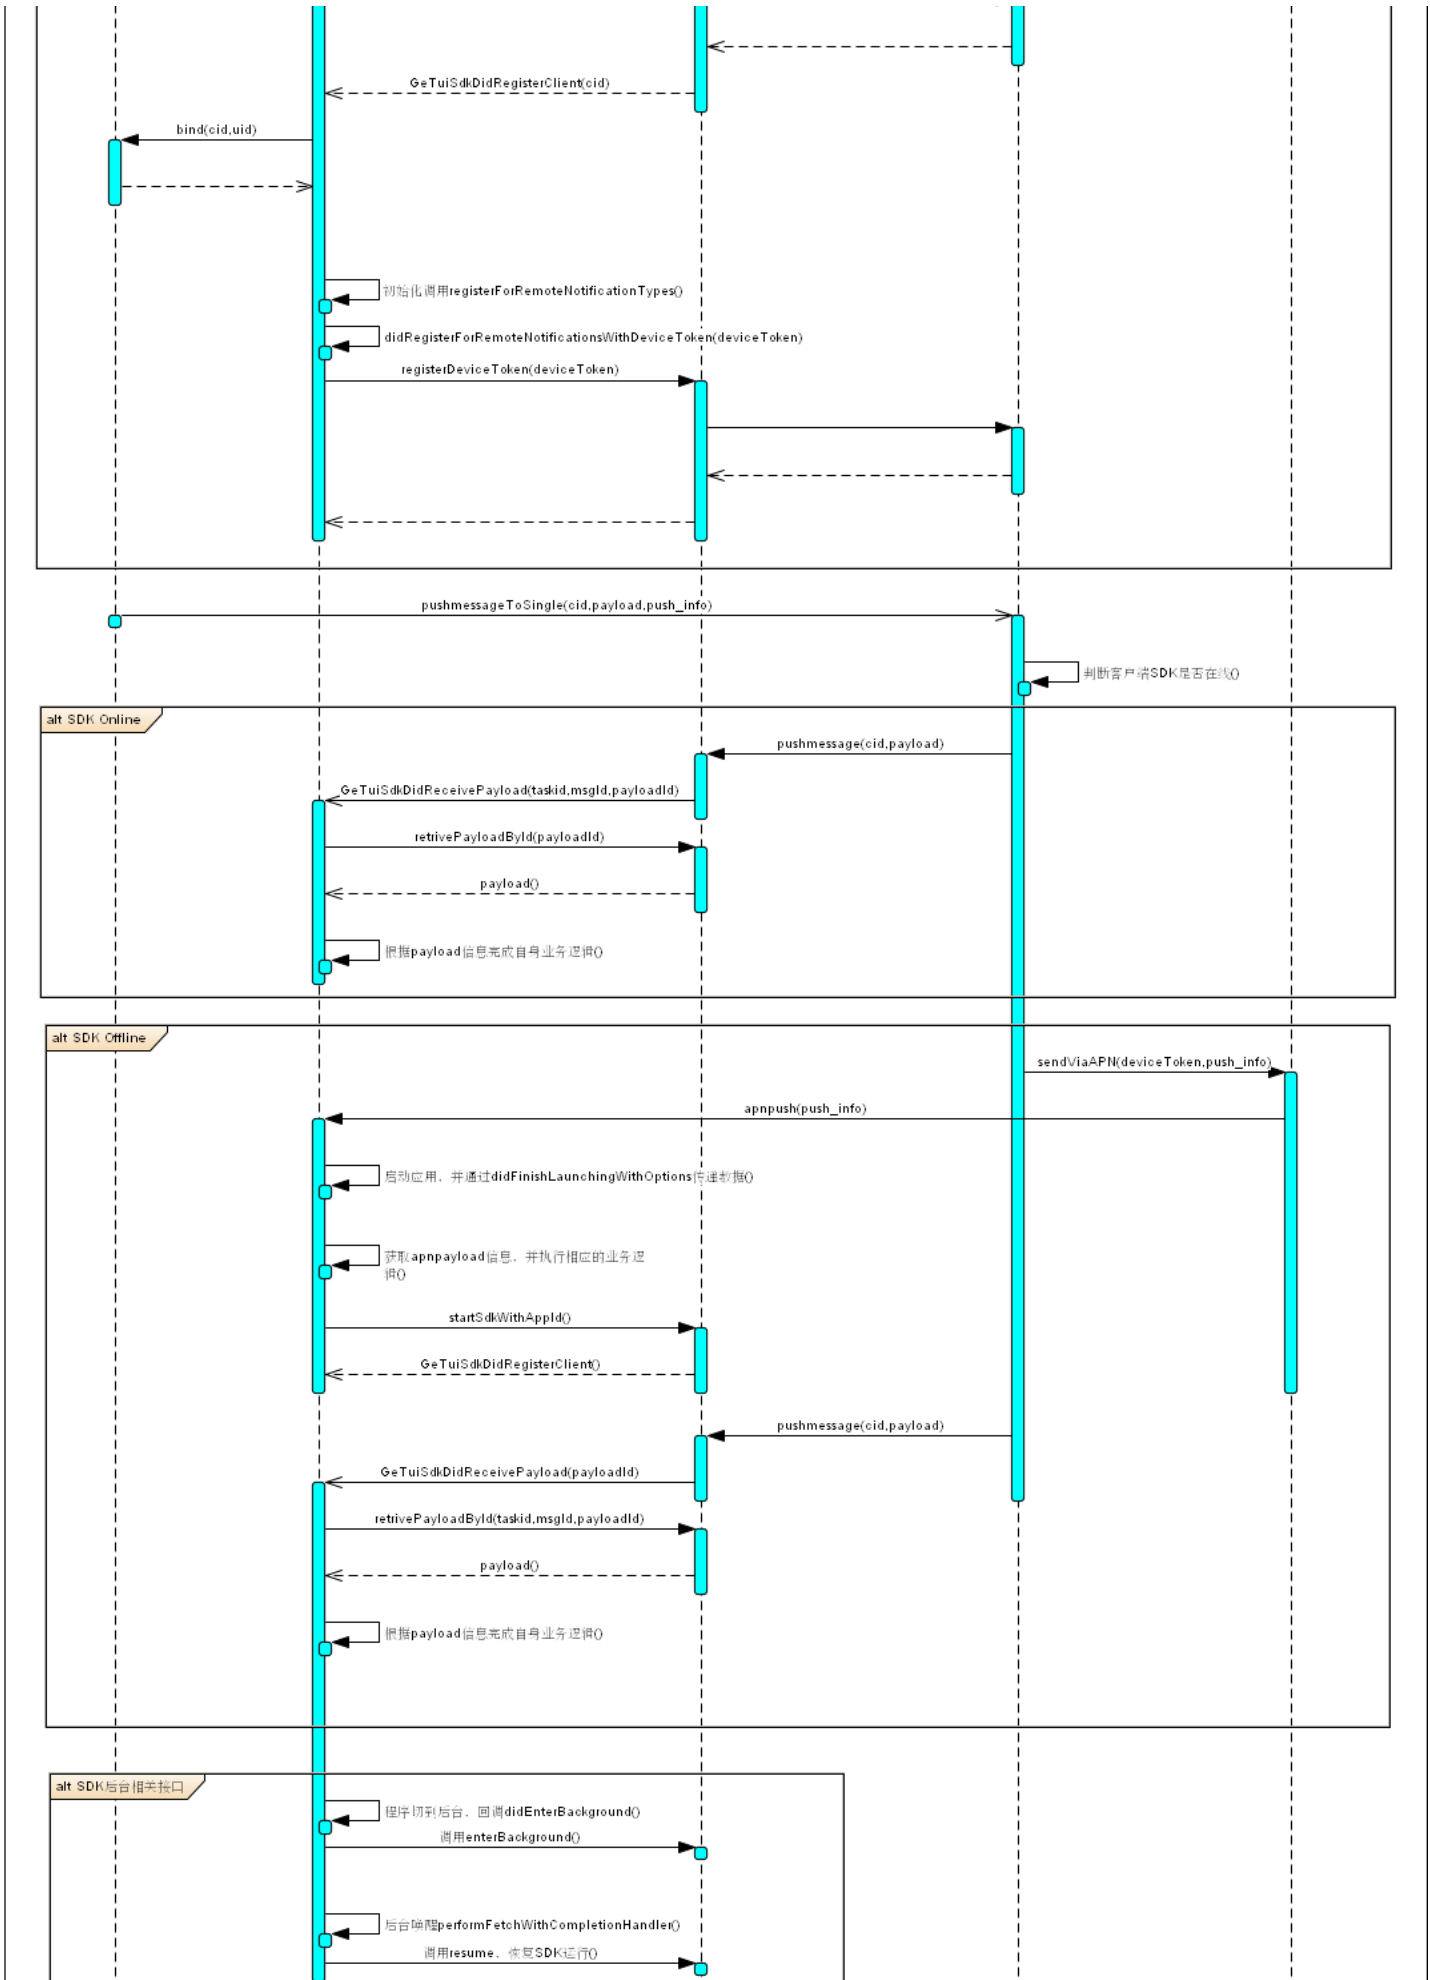 GeTuiSdkDidRegisterClient(cid)
bind(cid,uid)
初始化调用registerForRemoteNotificationTypes()
didRegisterForRemoteNotificationsWithDeviceToken(deviceToken)
registerDeviceToken(deviceToken)
pushmessageToSingle(cid,payload,push_info)
判断客户端SDK是否在线()
alt SDK Online
pushmessage(cid,payload)
GeTuiSdkDidReceivePayload(taskid,msgId,payloadId)
retrivePayloadById(payloadId)
payload()
根据payload信息完成自身业务逻辑()
alt SDK Offline
sendViaAPN(deviceToken,push_info)
apnpush(push_info)
启动应用，并通过didFinishLaunchingWithOptions传递数据()
获取apnpayload信息，并执行相应的业务逻
辑()
startSdkWithAppId()
GeTuiSdkDidRegisterClient()
pushmessage(cid,payload)
GeTuiSdkDidReceivePayload(payloadId)
retrivePayloadById(taskid,msgId,payloadId)
payload()
根据payload信息完成自身业务逻辑()
alt SDK后台相关接口
程序切到后台，回调didEnterBackground()
调用enterBackground()
后台唤醒performFetchWithCompletionHandler()
调用resume，恢复SDK运行()